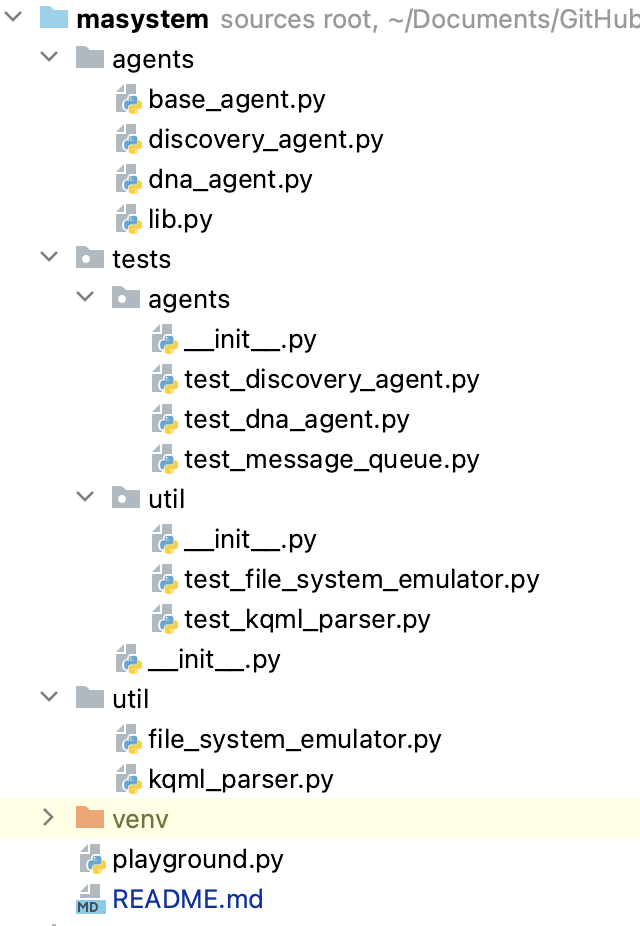 masystem sources root, ~/Documents/GitHub
agents
base_agent.py
discovery_agent.py
dna_agent.py
lib.py
tests
agents
__init__.py
test_discovery_agent.py
test_dna_agent.py
test_message_queue.py
util
__init__.py
test_file_system_emulator.py
test_kqml_parser.py
__init__.py
util
file_system_emulator.py
kqml_parser.py
venv
playground.py
MD README.md